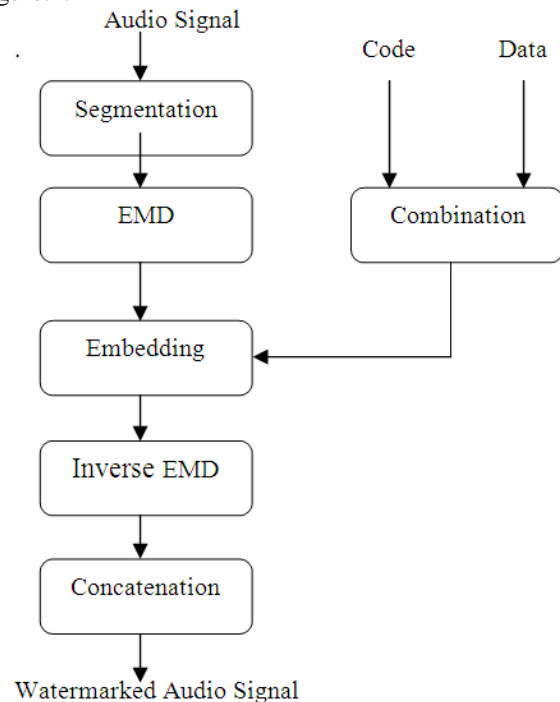 Audio Signal
.
Code Data
Segmentation
EMD
Combination
Embedding
Inverse EMD
Concatenation
Watermarked Audio Signal